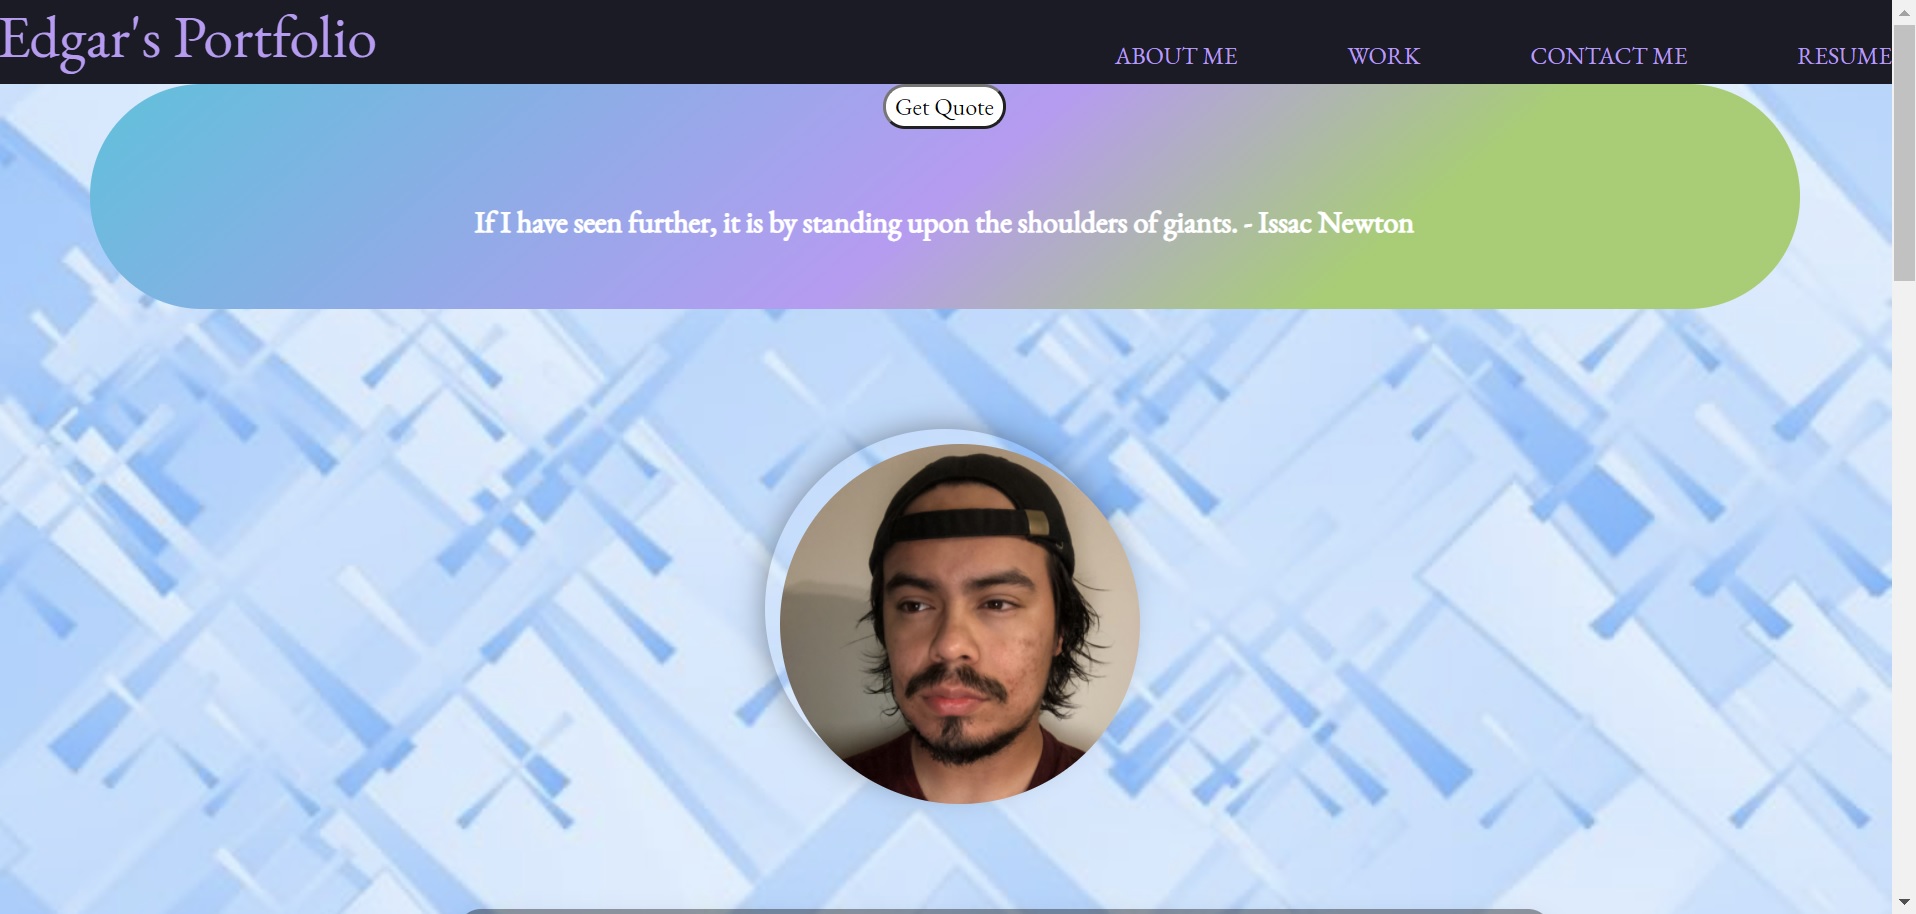 Edgar's Portfolio
ABOUT ME WORK CONTACT ME RESUME
Get Quote
If I have seen further, it is by standing upon the shoulders of giants. - Issac Newton